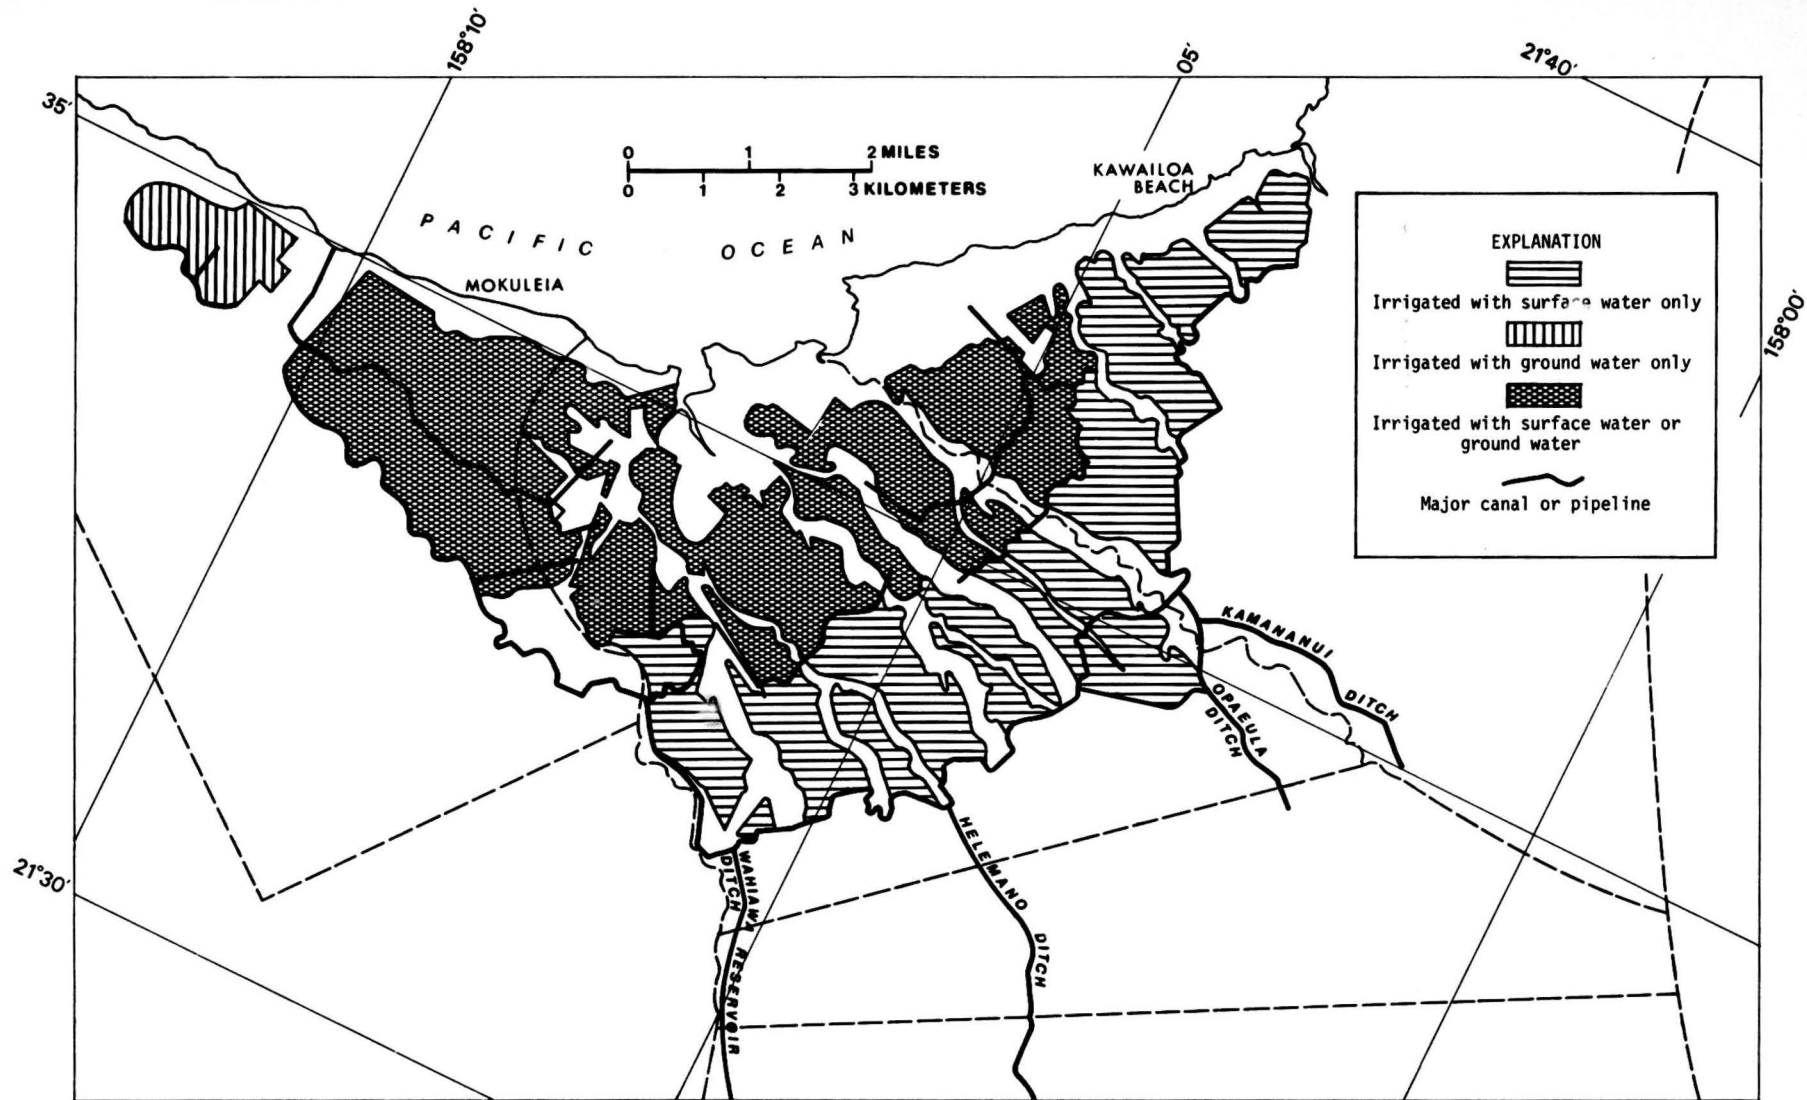 158°10'
05'
21°40'
35'
0 1 2 MILES
0 1 2 3 KILOMETERS
KAWAILOA
BEACH
PACIFIC OCEAN
MOKULEIA
EXPLANATION
Irrigated with surface water only
Irrigated with ground water only
Irrigated with surface water or
ground water
Major canal or pipeline
158°00'
KAMANANUI DITCH
OPAEULA
DITCH
21°30'
HELEMANO DITCH
WAHIAWA RESERVOIR
DITCH